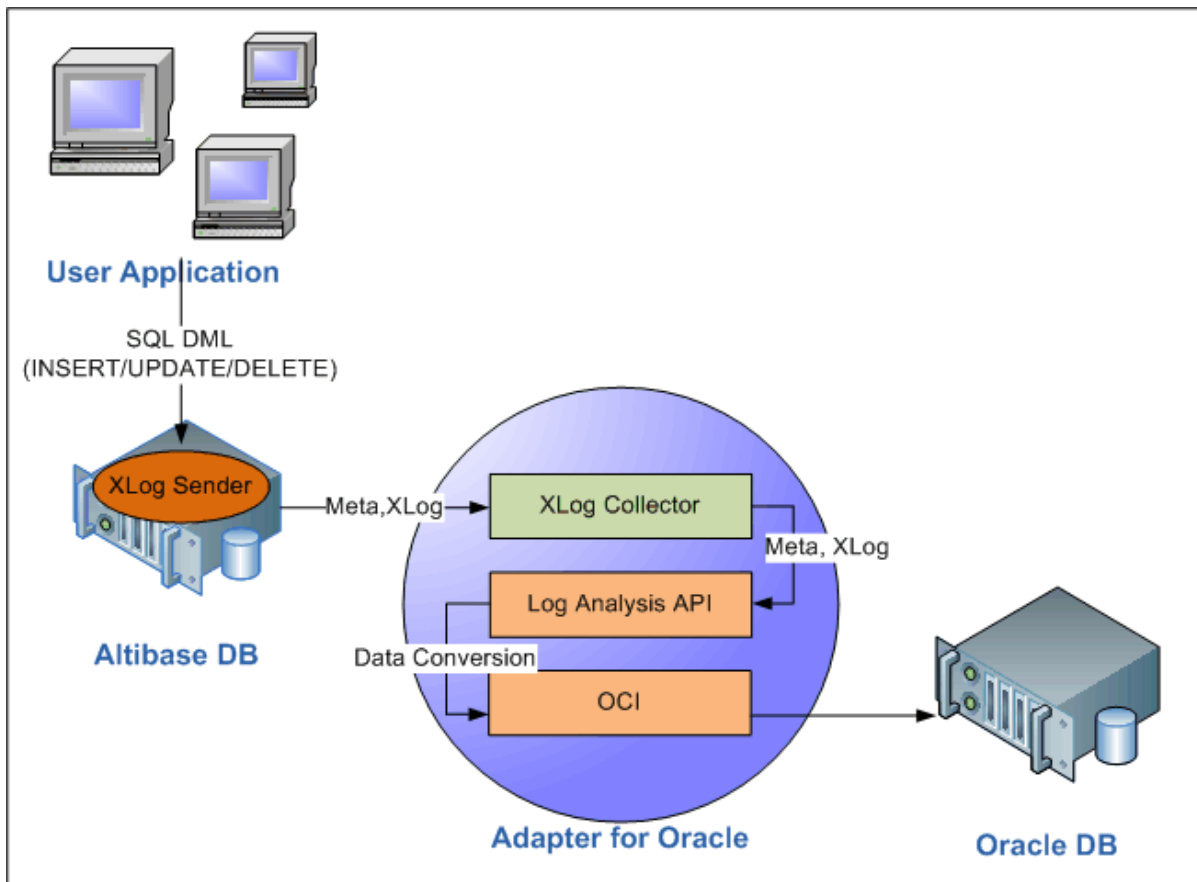 User Application
SQL DML
(INSERT/UPDATE/DELETE)
XLog Sender
Altibase DB
Meta,XLog
XLog Collector
Meta, XLog
Log Analysis API
Data Conversion
OCI
Adapter for Oracle
Oracle DB